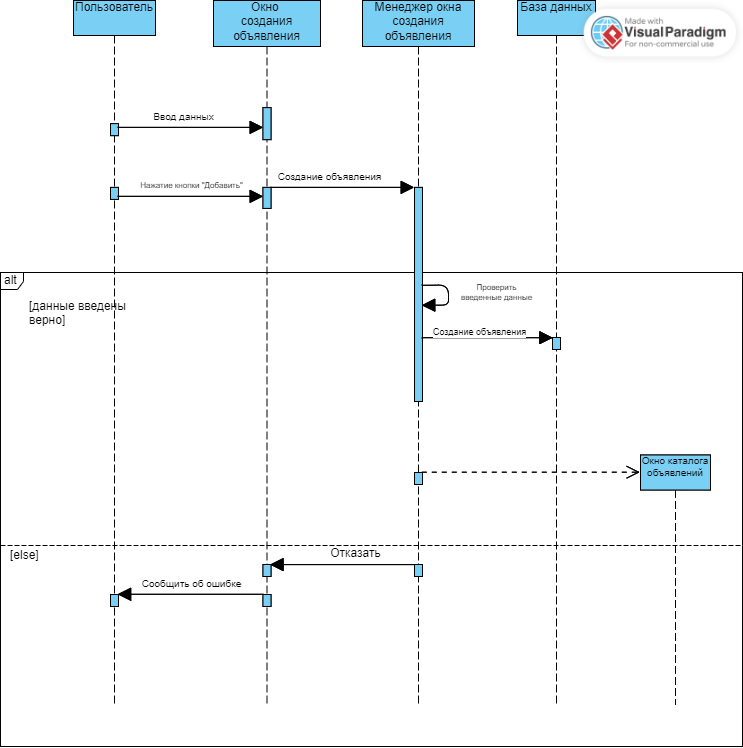 Пользователь
Окно
создания
объявления
Менеджер окна
создания
объявления
База данных
Made with
Visual Paradigm
For non-commercial use
Ввод данных
Нажатие кнопки "Добавить"
Создание объявления
alt
[данные введены
верно]
Проверить
введенные данные
Создание объявления
Окно каталога
объявлений
[else]
Отказать
Сообщить об ошибке